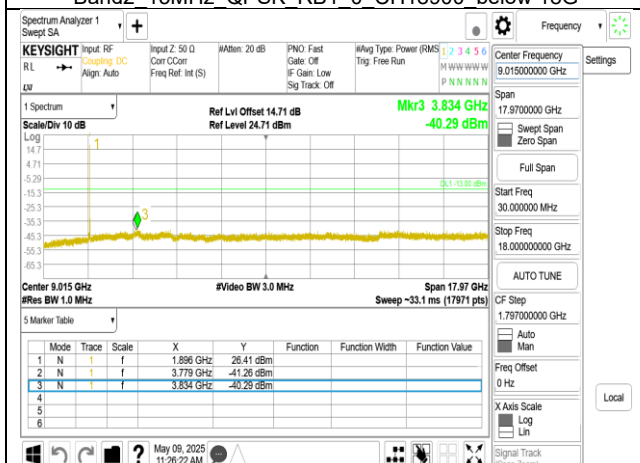 Spectrum Analyzer 1
Swept SA
Frequency
KEYSIGHT
RL
Input: RF
Coupling: DC
Align: Auto
Input Z: 50 Ω
Corr CCorr
Freq Ref: Int (S)
#Atten: 20 dB
PNO: Fast
Gate: Off
IF Gain: Low
Sig Track: Off
#Avg Type: Power (RMS
Trig: Free Run
1 2 3 4 5 6
M W W W W W
P N N N N N
Center Frequency
9.015000000 GHz
Settings
Span
17.9700000 GHz
Swept Span
Zero Span
Full Span
Start Freq
30.000000 MHz
Stop Freq
18.000000000 GHz
AUTO TUNE
CF Step
1.797000000 GHz
Auto
Man
Freq Offset
0 Hz
X Axis Scale
Log
Lin
Local
Signal Track
1 Spectrum
Scale/Div 10 dB
Log
Ref Lvl Offset 14.71 dB
Ref Level 24.71 dBm
Mkr3 3.834 GHz
-40.29 dBm
14.7
4.71
-5.29
-15.3
-25.3
-35.3
-45.3
-55.3
-65.3
1
3
DL1 -13.00 dBm
Center 9.015 GHz
#Res BW 1.0 MHz
#Video BW 3.0 MHz
Span 17.97 GHz
Sweep ~33.1 ms (17971 pts)
5 Marker Table
Mode Trace Scale X Y Function Function Width Function Value
1 N 1 f 1.896 GHz 26.41 dBm
2 N 1 f 3.779 GHz -41.26 dBm
3 N 1 f 3.834 GHz -40.29 dBm
4
5
6
May 09, 2025
11:26:22 AM